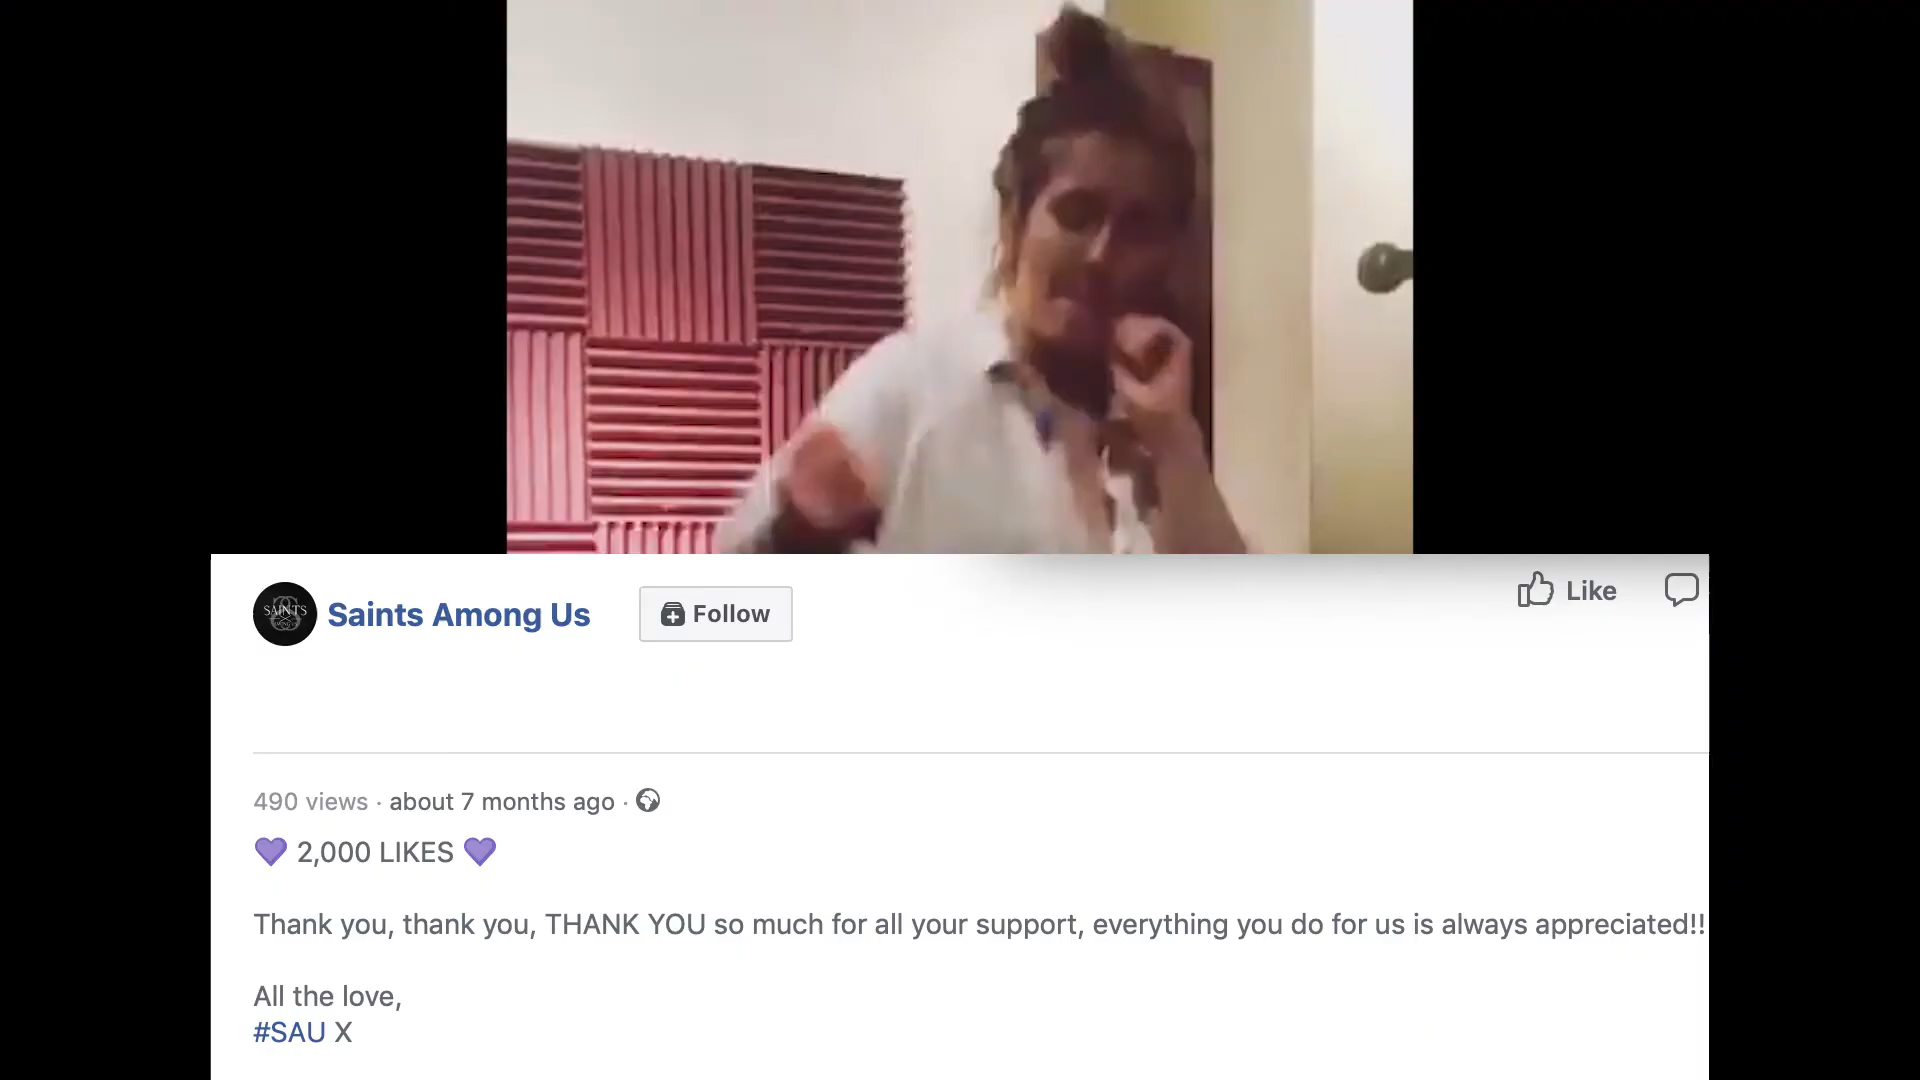 SAINTS
Saints Among Us
Follow
Like
490 views · about 7 months ago ·
💜 2,000 LIKES 💜
Thank you, thank you, THANK YOU so much for all your support, everything you do for us is always appreciated!!
All the love,
#SAU X